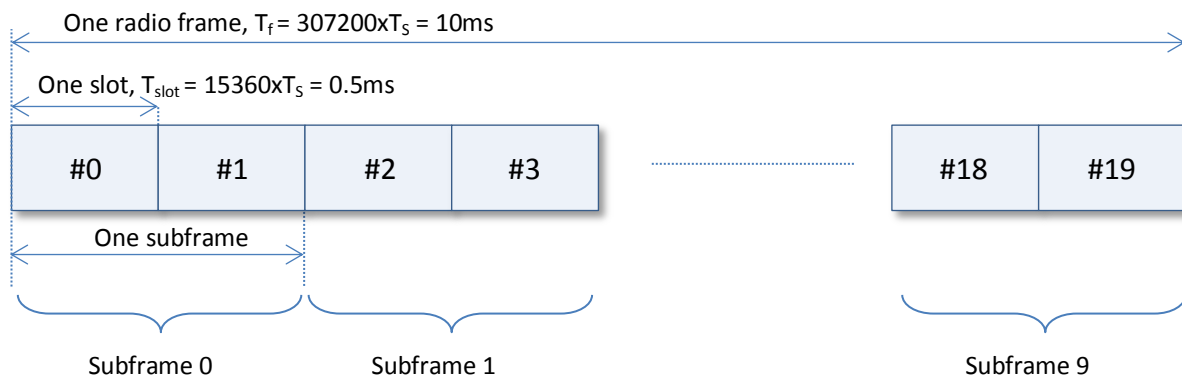 One radio frame, T_f = 307200xT_S = 10ms
One slot, T_slot = 15360xT_S = 0.5ms
#0 #1 #2 #3 #18 #19
One subframe
Subframe 0 Subframe 1 Subframe 9